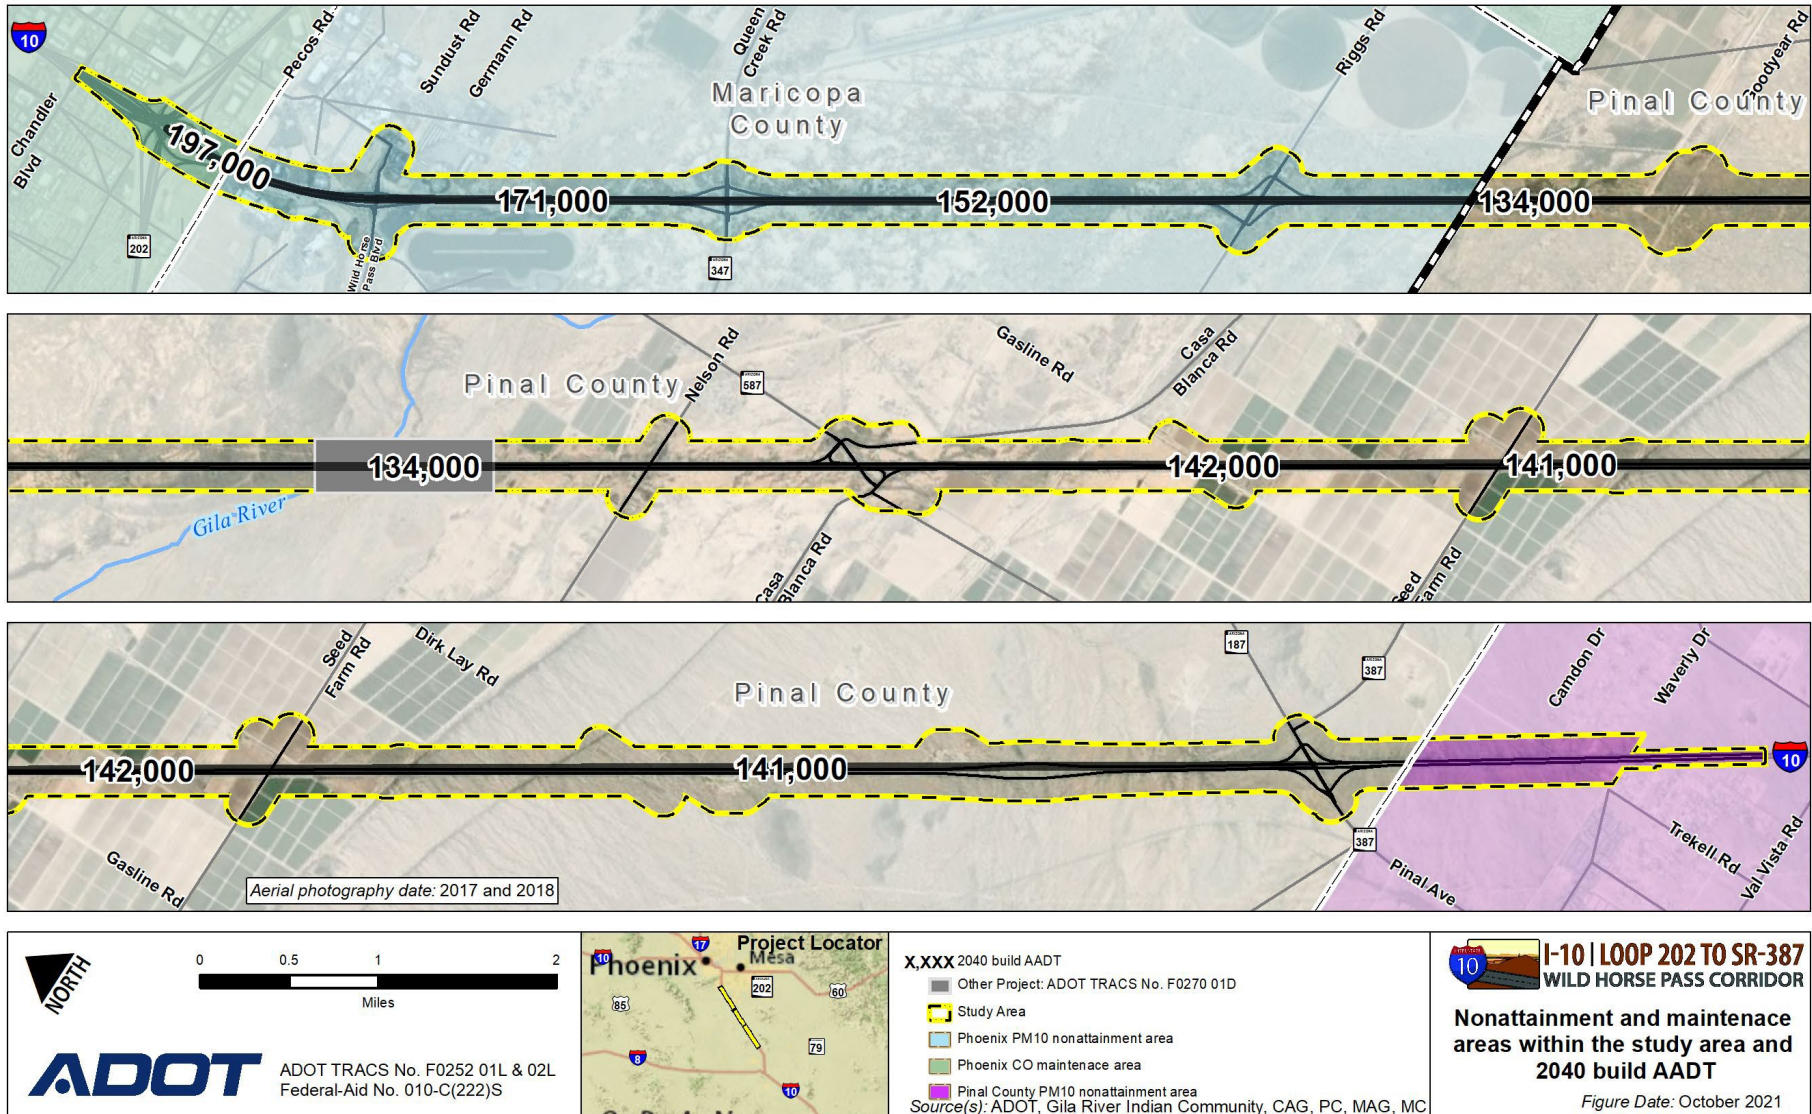 10
Chandler
Blvd
202
Pecos Rd
Sundust Rd
Germann Rd
Queen
Creek Rd
Riggs Rd
Goodyear Rd
Maricopa
County
Pinal County
197,000
171,000
152,000
134,000
Wild Horse
Pass Blvd
ARIZONA
347
Pinal County
Nelson Rd
ARIZONA
587
Gasline Rd
Casa
Blanca Rd
134,000
142,000
141,000
Gila River
Casa
Blanca Rd
Seed
Farm Rd
Seed
Farm Rd
Dirk Lay Rd
Pinal County
ARIZONA
187
ARIZONA
387
Camdon Dr
Waverly Dr
142,000
141,000
10
Gasline Rd
Aerial photography date: 2017 and 2018
ARIZONA
387
Pinal Ave
Trekell Rd
Val Vista Rd
NORTH
0 0.5 1 2
Miles
ADOT
ADOT TRACS No. F0252 01L & 02L
Federal-Aid No. 010-C(222)S
Project Locator
17
10
Phoenix
Mesa
202
85
60
79
8
10
X,XXX 2040 build AADT
Other Project: ADOT TRACS No. F0270 01D
Study Area
Phoenix PM10 nonattainment area
Phoenix CO maintenace area
Pinal County PM10 nonattainment area
Source(s): ADOT, Gila River Indian Community, CAG, PC, MAG, MC
INTERSTATE
10
I-10 | LOOP 202 TO SR-387
WILD HORSE PASS CORRIDOR
Nonattainment and maintenace
areas within the study area and
2040 build AADT
Figure Date: October 2021